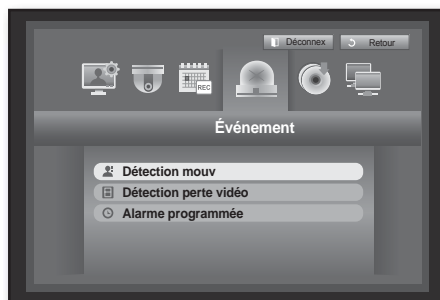 Déconnex
Retour
REC
Événement
Détection mouv
Détection perte vidéo
Alarme programmée